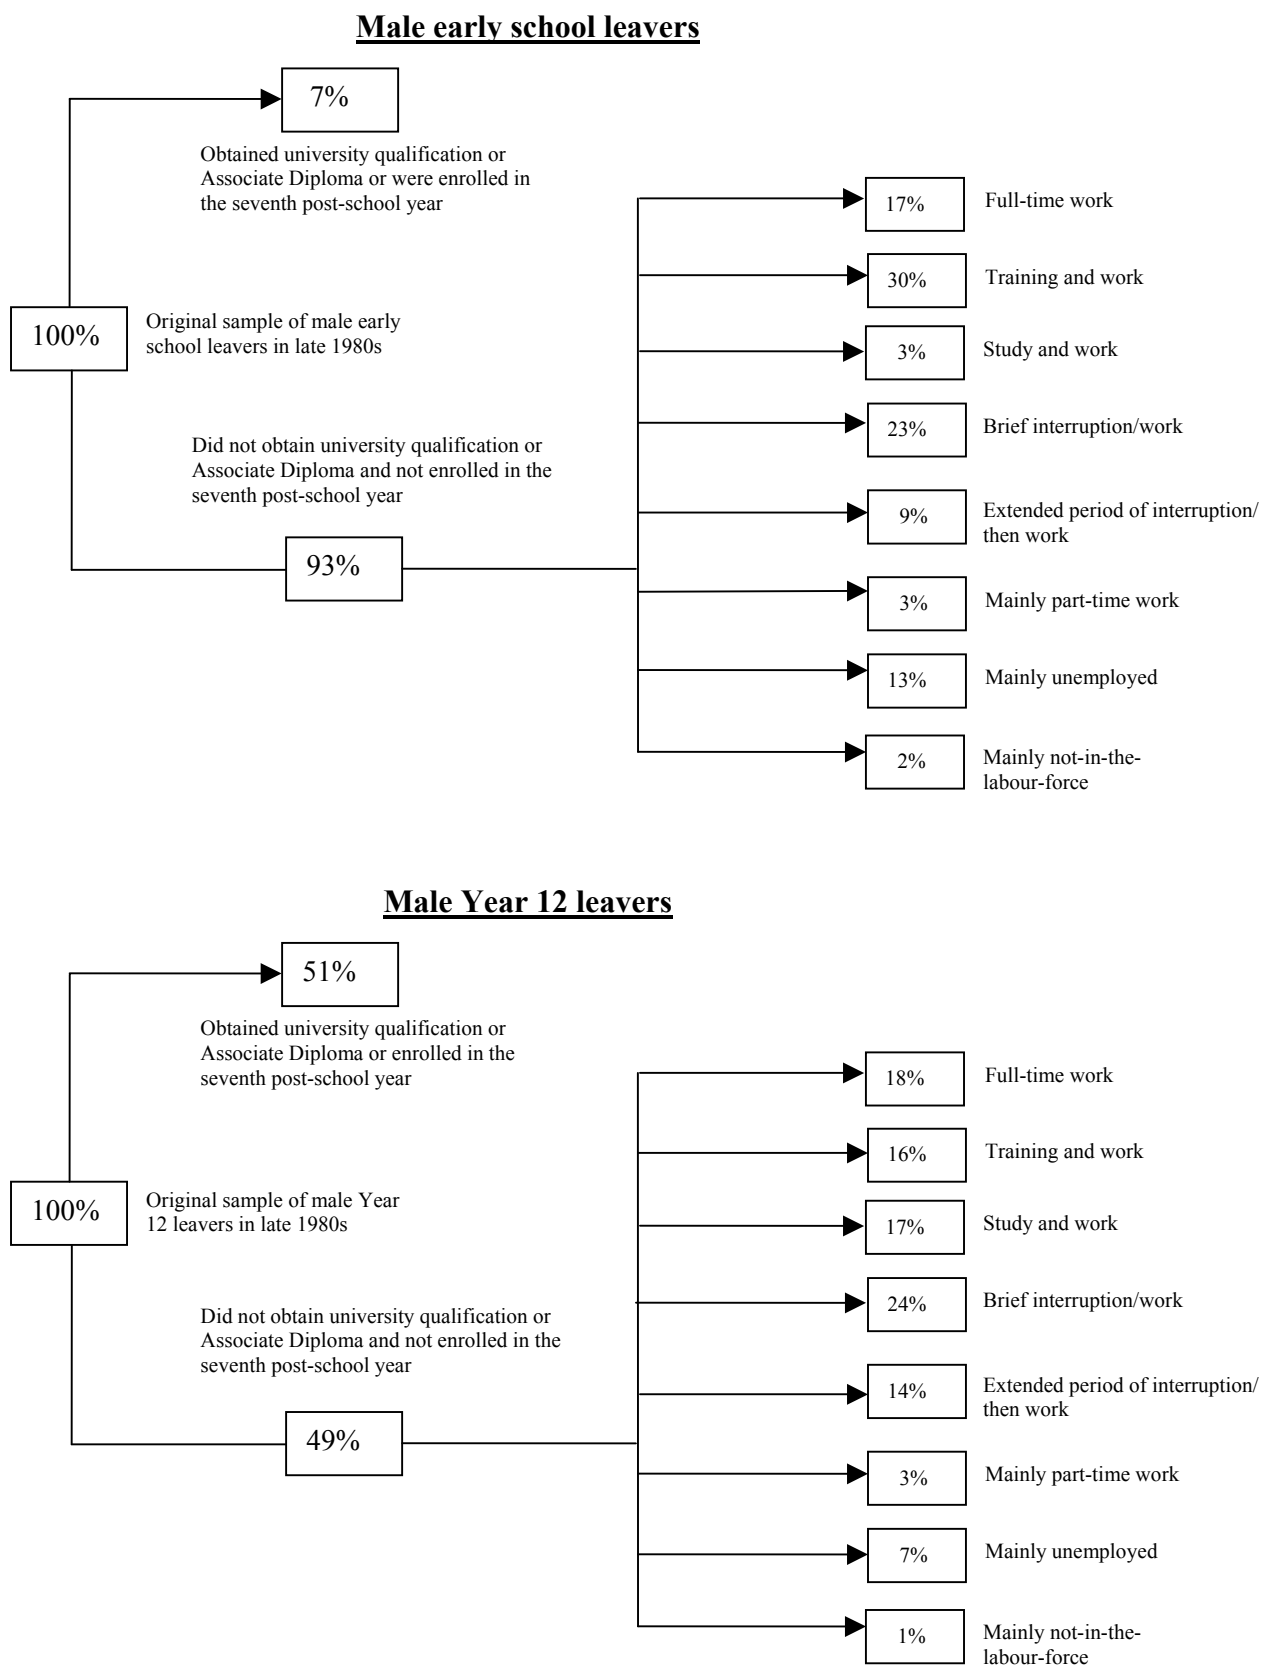 Male early school leavers
7%
Obtained university qualification or
Associate Diploma or were enrolled in
the seventh post-school year
17%
Full-time work
30%
Training and work
100%
Original sample of male early
school leavers in late 1980s
3%
Study and work
23%
Brief interruption/work
Did not obtain university qualification or
Associate Diploma and not enrolled in the
seventh post-school year
9%
Extended period of interruption/
then work
93%
3%
Mainly part-time work
13%
Mainly unemployed
2%
Mainly not-in-the-
labour-force
Male Year 12 leavers
51%
Obtained university qualification or
Associate Diploma or enrolled in the
seventh post-school year
18%
Full-time work
16%
Training and work
100%
Original sample of male Year
12 leavers in late 1980s
17%
Study and work
24%
Brief interruption/work
Did not obtain university qualification or
Associate Diploma and not enrolled in the
seventh post-school year
14%
Extended period of interruption/
then work
49%
3%
Mainly part-time work
7%
Mainly unemployed
1%
Mainly not-in-the-
labour-force